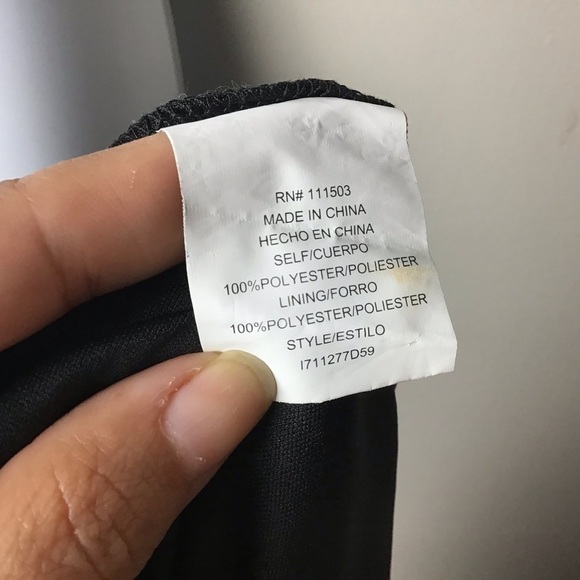 RN# 111503
MADE IN CHINA
HECHO EN CHINA
SELF/CUERPO
100%POLYESTER/POLIESTER
LINING/FORRO
100%POLYESTER/POLIESTER
STYLE/ESTILO
I711277D59